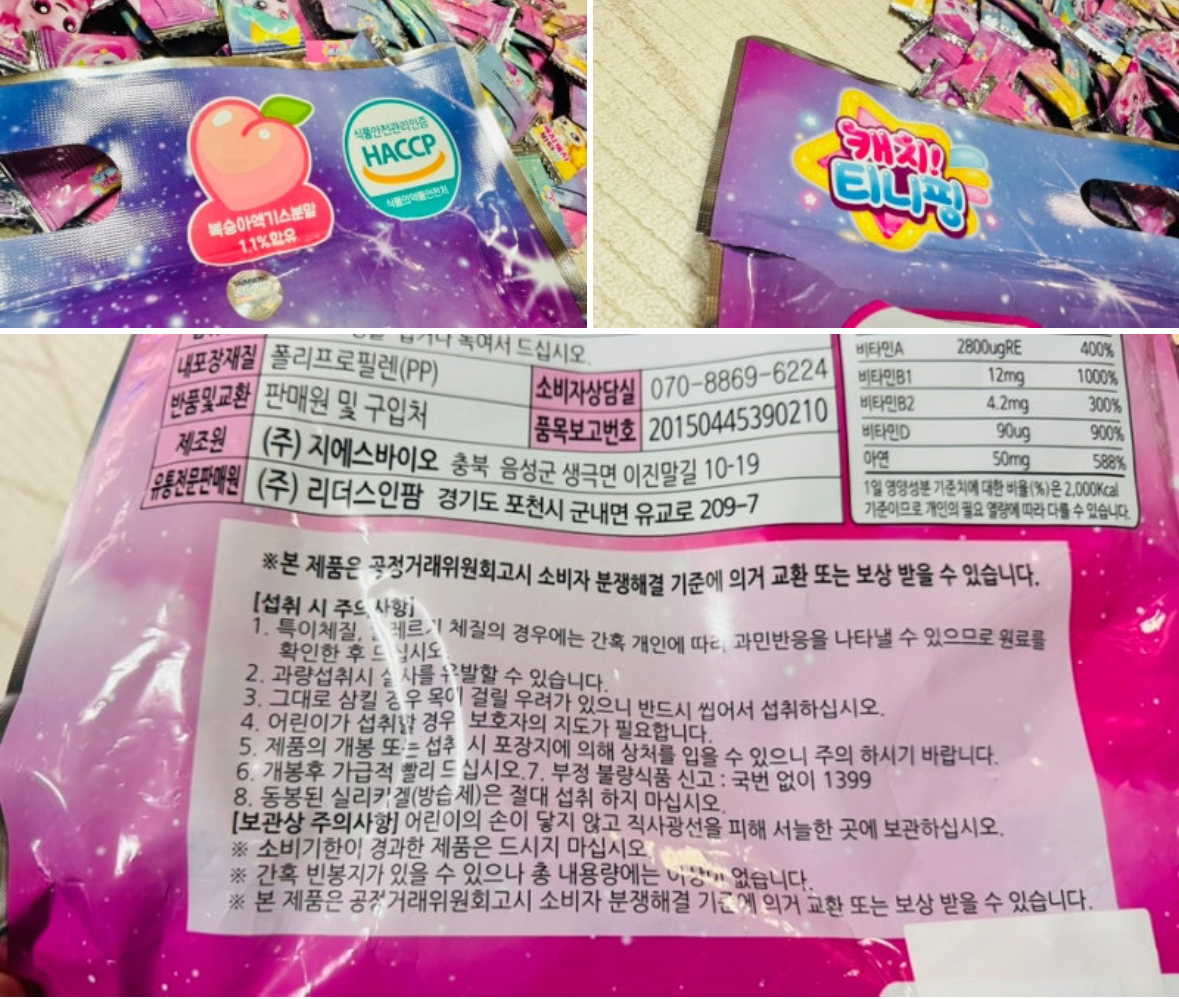 식품안전관리인증
HACCP
식품의약품안전처
복숭아엑기스분말
1.1%함유
캐치!
티니핑
녹여서 드십시오.
내포장재질 폴리프로필렌(PP)
반품및교환 판매원 및 구입처
소비자상담실 070-8869-6224
품목보고번호 20150445390210
제조원 (주) 지에스바이오 충북 음성군 생극면 이진말길 10-19
유통전문판매원 (주) 리더스인팜 경기도 포천시 군내면 유교로 209-7
비타민A 2800ugRE 400%
비타민B1 12mg 1000%
비타민B2 4.2mg 300%
비타민D 90ug 900%
아연 50mg 588%
1일 영양성분 기준치에 대한 비율(%)은 2,000Kcal
기준이므로 개인의 필요 열량에 따라 다를 수 있습니다.
※본 제품은 공정거래위원회고시 소비자 분쟁해결 기준에 의거 교환 또는 보상 받을 수 있습니다.
[섭취 시 주의사항]
1. 특이체질, 알레르기 체질의 경우에는 간혹 개인에 따라 과민반응을 나타낼 수 있으므로 원료를
확인한 후 드십시오.
2. 과량섭취시 설사를 유발할 수 있습니다.
3. 그대로 삼킬 경우 목에 걸릴 우려가 있으니 반드시 씹어서 섭취하십시오.
4. 어린이가 섭취할 경우 보호자의 지도가 필요합니다.
5. 제품의 개봉 또는 섭취 시 포장지에 의해 상처를 입을 수 있으니 주의 하시기 바랍니다.
6. 개봉후 가급적 빨리 드십시오.7. 부정 불량식품 신고 : 국번 없이 1399
8. 동봉된 실리카겔(방습제)은 절대 섭취 하지 마십시오.
[보관상 주의사항] 어린이의 손이 닿지 않고 직사광선을 피해 서늘한 곳에 보관하십시오.
※ 소비기한이 경과한 제품은 드시지 마십시오.
※ 간혹 빈봉지가 있을 수 있으나 총 내용량에는 이상이 없습니다.
※ 본 제품은 공정거래위원회고시 소비자 분쟁해결 기준에 의거 교환 또는 보상 받을 수 있습니다.